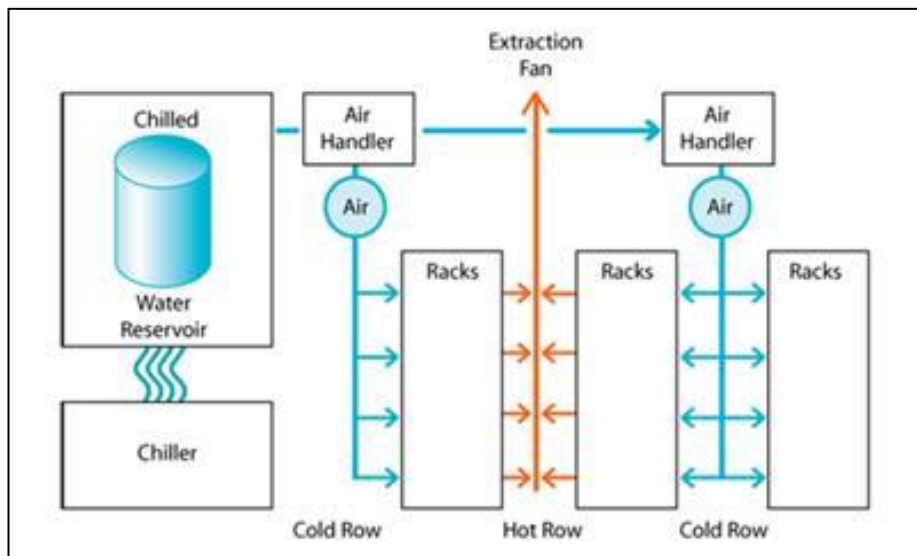 Extraction
Fan
Chilled
Water
Reservoir
Chiller
Air
Handler
Air
Air
Handler
Air
Racks
Racks
Racks
Cold Row
Hot Row
Cold Row